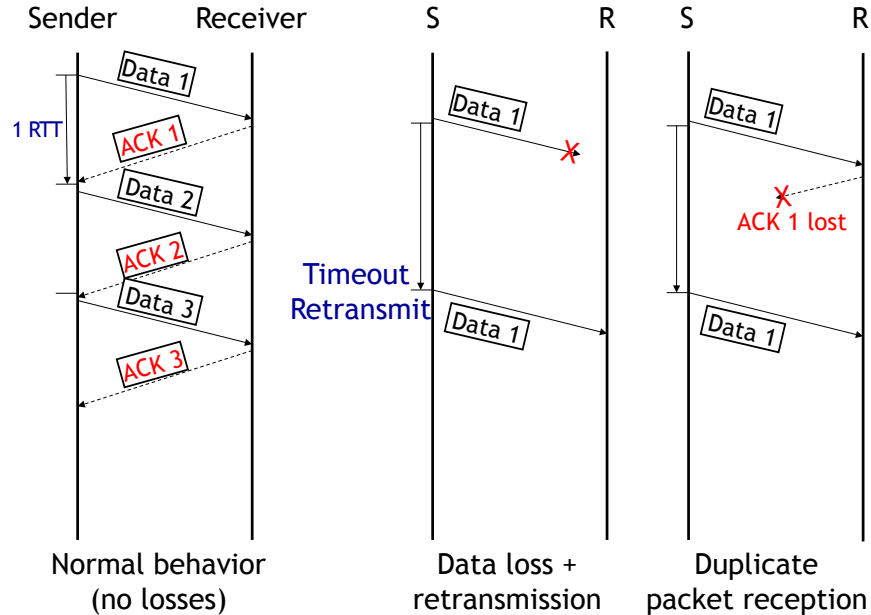 Sender
Receiver
Data 1
1 RTT
ACK 1
Data 2
ACK 2
Data 3
ACK 3
Normal behavior
(no losses)
S
R
Data 1
X
Timeout
Retransmit
Data 1
Data loss +
retransmission
S
R
Data 1
X
ACK 1 lost
Data 1
Duplicate
packet reception